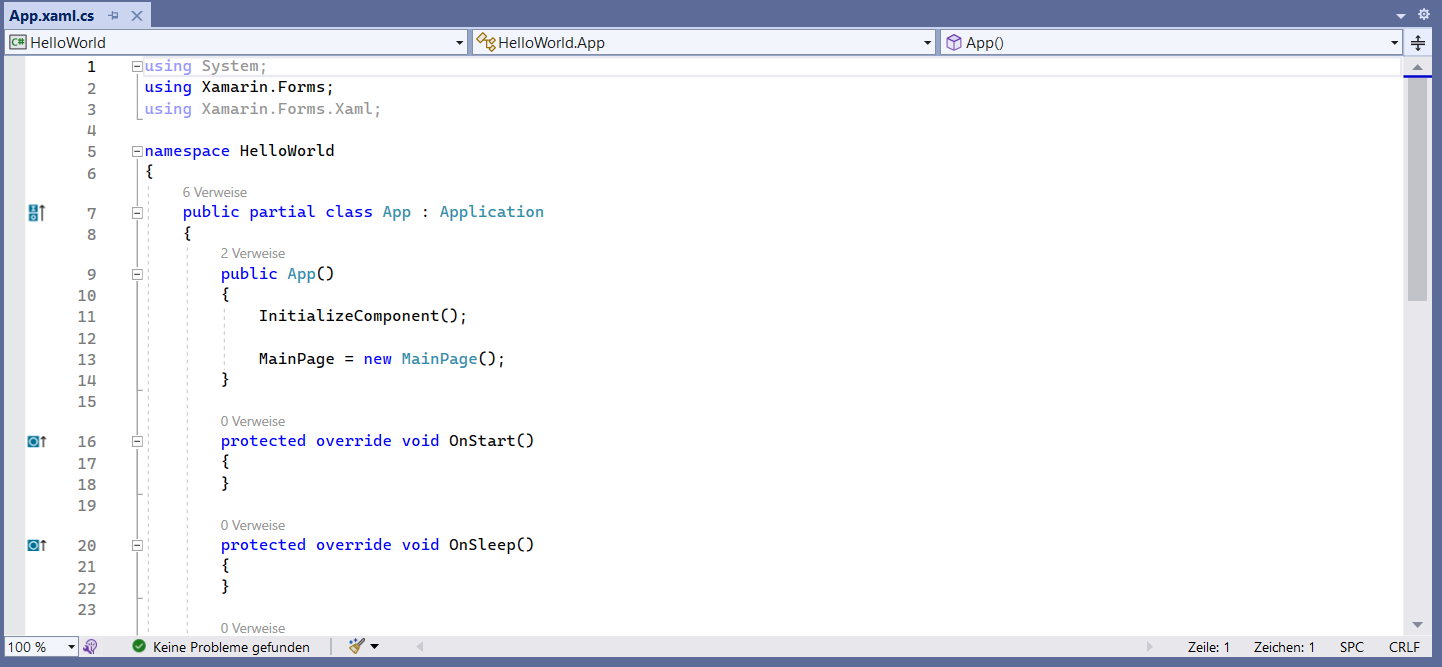 App.xaml.cs
C# HelloWorld HelloWorld.App App()
1 using System;
2 using Xamarin.Forms;
3 using Xamarin.Forms.Xaml;
4
5 namespace HelloWorld
6 {
6 Verweise
7 public partial class App : Application
8 {
2 Verweise
9 public App()
10 {
11 InitializeComponent();
12
13 MainPage = new MainPage();
14 }
15
0 Verweise
16 protected override void OnStart()
17 {
18 }
19
0 Verweise
20 protected override void OnSleep()
21 {
22 }
23
0 Verweise
100 % Keine Probleme gefunden Zeile: 1 Zeichen: 1 SPC CRLF